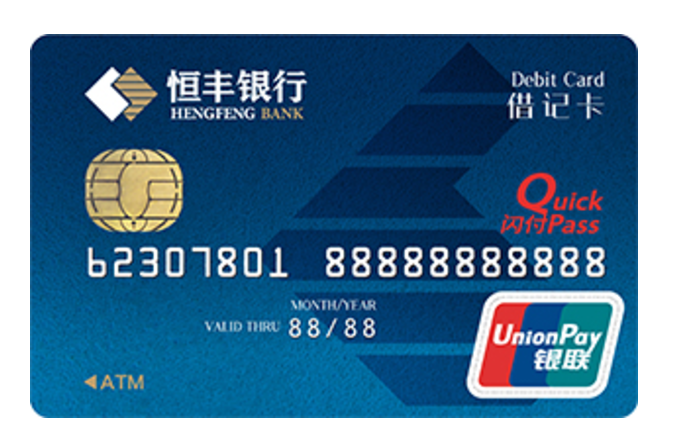 恒丰银行
HENGFENG BANK
Debit Card
借记卡
Quick
闪付Pass
62307801 88888888888
MONTH/YEAR
VALID THRU 88/88
UnionPay
银联
ATM